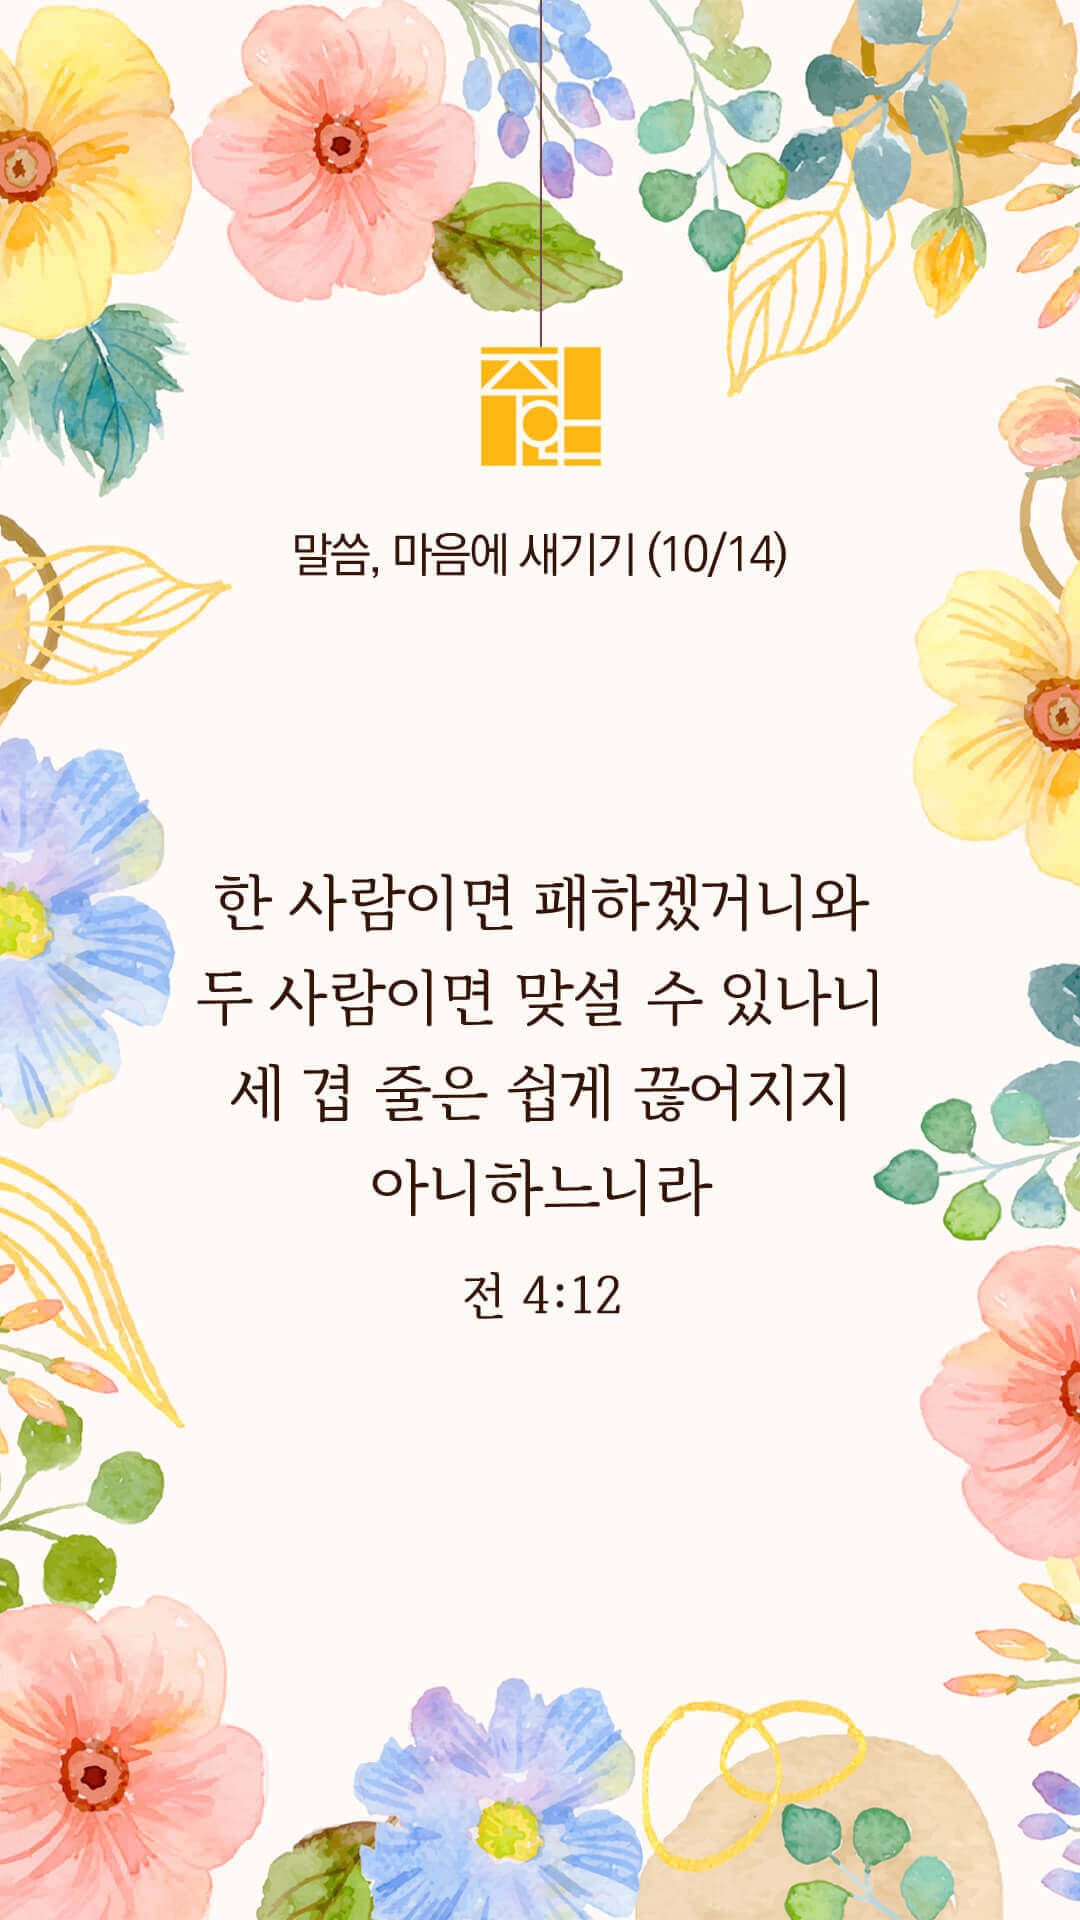 주원
말씀, 마음에 새기기 (10/14)
한 사람이면 패하겠거니와
두 사람이면 맞설 수 있나니
세 겹 줄은 쉽게 끊어지지
아니하느니라
전 4:12